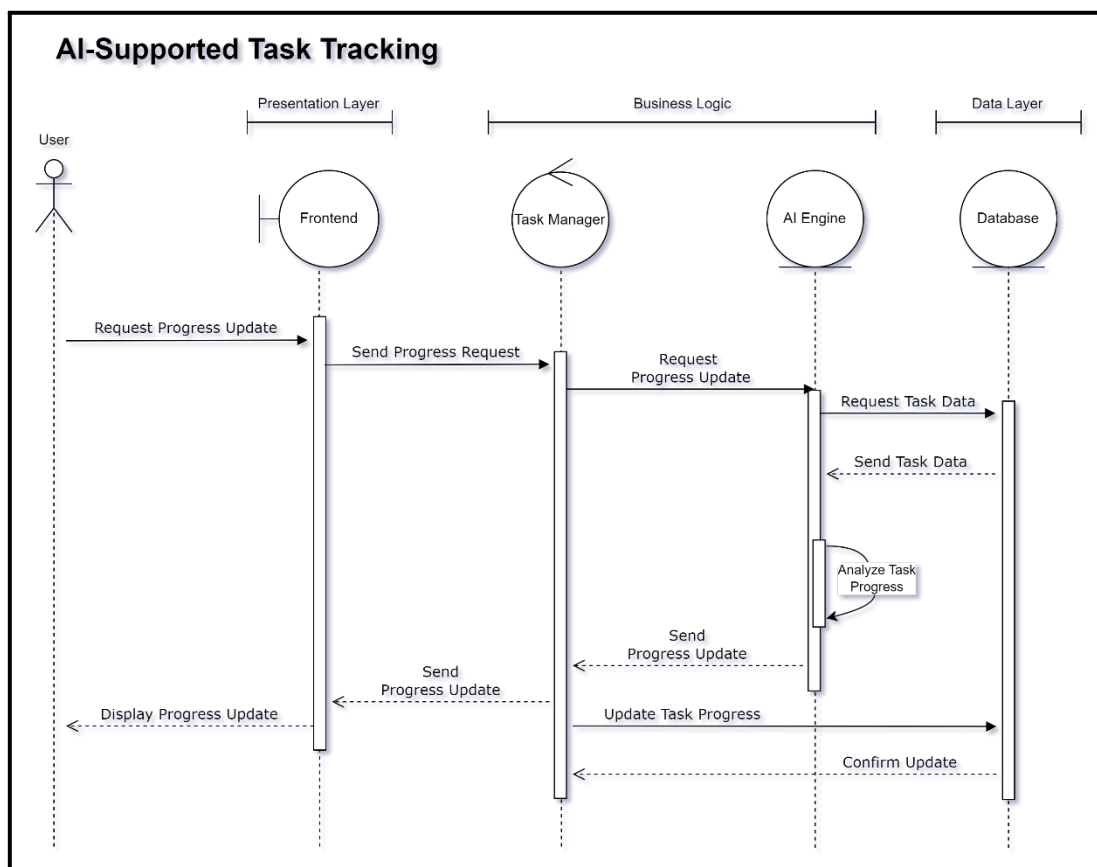 AI-Supported Task Tracking
Presentation Layer
Business Logic
Data Layer
User
Frontend
Task Manager
AI Engine
Database
Request Progress Update
Send Progress Request
Request
Progress Update
Request Task Data
Send Task Data
Analyze Task
Progress
Send
Progress Update
Send
Progress Update
Display Progress Update
Update Task Progress
Confirm Update